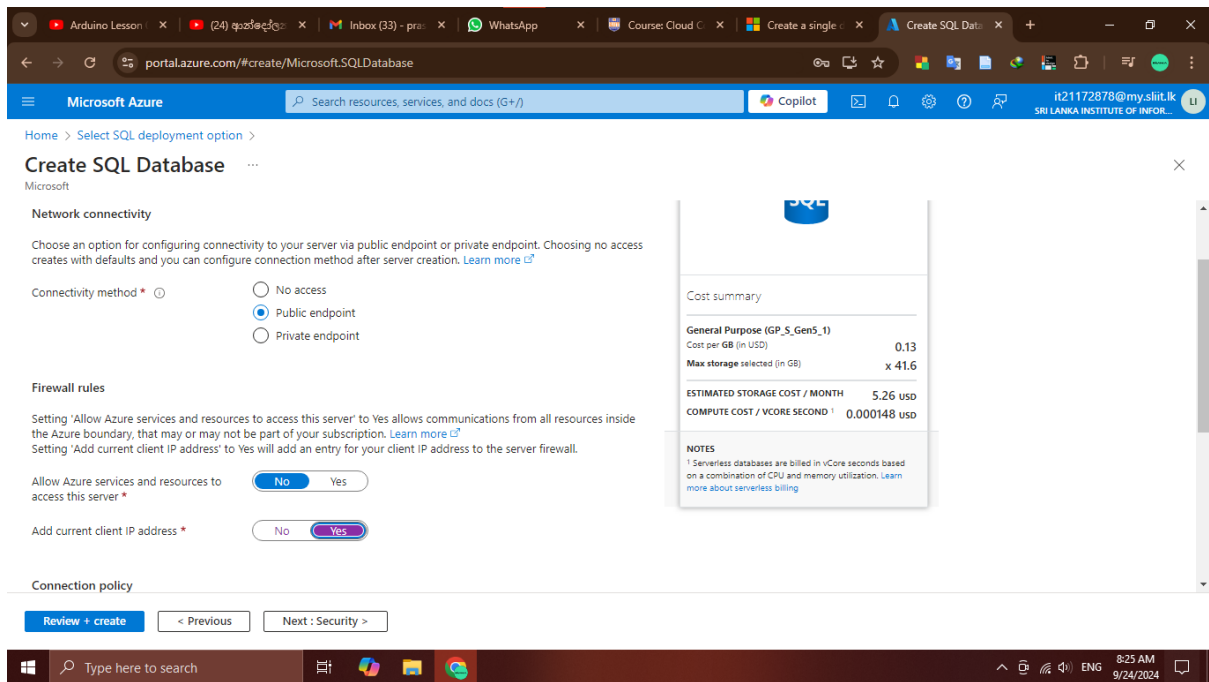 Arduino Lesson
(24) ආන්දෝල
Inbox (33) - pras
WhatsApp
Course: Cloud C
Create a single d
Create SQL Data
portal.azure.com/#create/Microsoft.SQLDatabase
Microsoft Azure
Search resources, services, and docs (G+/)
Copilot
it21172878@my.sliit.lk
SRI LANKA INSTITUTE OF INFOR...
LI
Home > Select SQL deployment option >
Create SQL Database ...
Microsoft
Network connectivity
Choose an option for configuring connectivity to your server via public endpoint or private endpoint. Choosing no access
creates with defaults and you can configure connection method after server creation. Learn more
Connectivity method *
No access
Public endpoint
Private endpoint
Firewall rules
Setting 'Allow Azure services and resources to access this server' to Yes allows communications from all resources inside
the Azure boundary, that may or may not be part of your subscription. Learn more
Setting 'Add current client IP address' to Yes will add an entry for your client IP address to the server firewall.
Allow Azure services and resources to
access this server *
No Yes
Add current client IP address *
No Yes
Connection policy
SQL
Cost summary
General Purpose (GP_S_Gen5_1)
Cost per GB (in USD) 0.13
Max storage selected (in GB) x 41.6
ESTIMATED STORAGE COST / MONTH 5.26 USD
COMPUTE COST / VCORE SECOND 1 0.000148 USD
NOTES
1 Serverless databases are billed in vCore seconds based
on a combination of CPU and memory utilization. Learn
more about serverless billing
Review + create
< Previous
Next : Security >
Type here to search
ENG
8:25 AM
9/24/2024